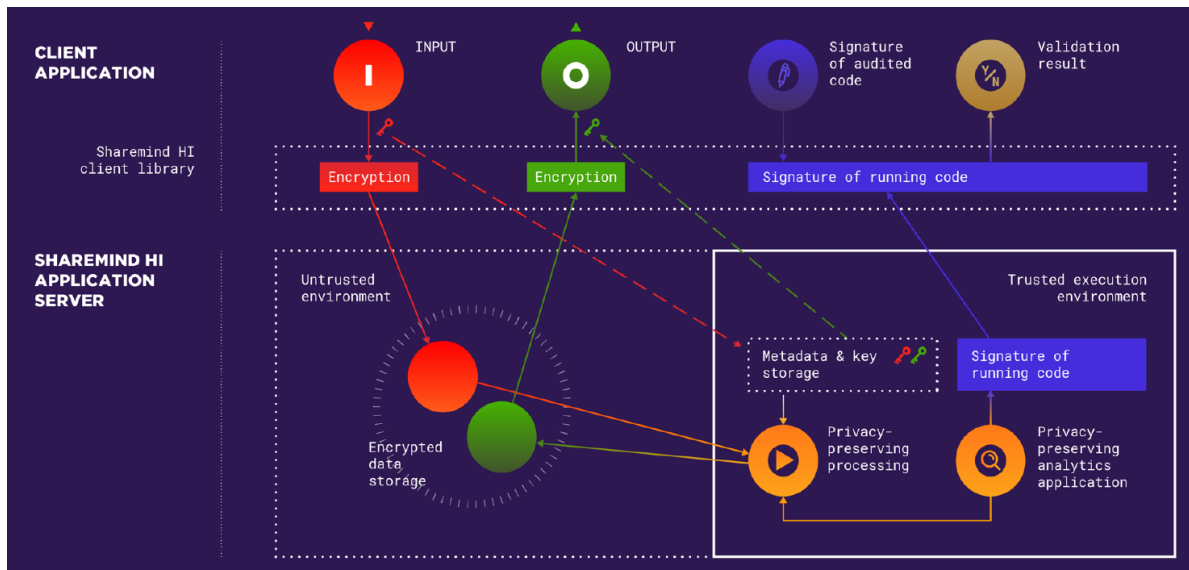 CLIENT
APPLICATION
INPUT
OUTPUT
Signature
of audited
code
Y/N
Validation
result
Sharemind HI
client library
Encryption
Encryption
Signature of running code
SHAREMIND HI
APPLICATION
SERVER
Untrusted
environment
Trusted execution
environment
Metadata & key
storage
Signature of
running code
Encrypted
data
storage
Privacy-
preserving
processing
Privacy-
preserving
analytics
application